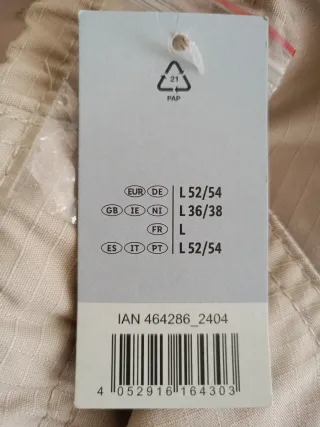 21
PAP
EUR DE L 52/54
GB IE NI L 36/38
FR L
ES IT PT L 52/54
IAN 464286_2404
4 052916 164303